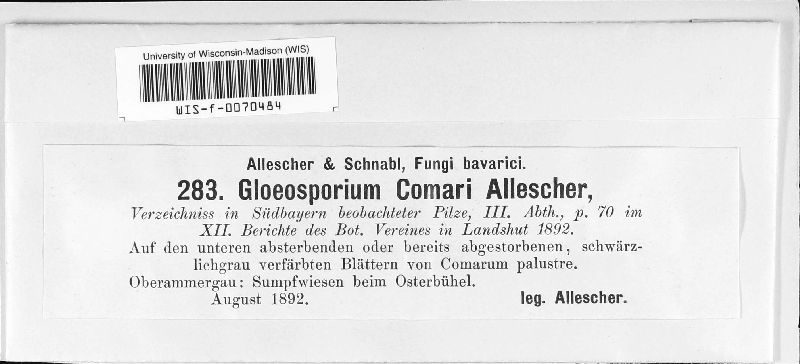 University of Wisconsin-Madison (WIS)
WIS-f-0070484
Allescher & Schnabl, Fungi bavarici.
283. Gloeosporium Comari Allescher,
Verzeichniss in Südbayern beobachteter Pilze, III. Abth., p. 70 im
XII. Berichte des Bot. Vereines in Landshut 1892.
Auf den unteren absterbenden oder bereits abgestorbenen, schwärz-
lichgrau verfärbten Blättern von Comarum palustre.
Oberammergau: Sumpfwiesen beim Osterbühel.
August 1892. leg. Allescher.